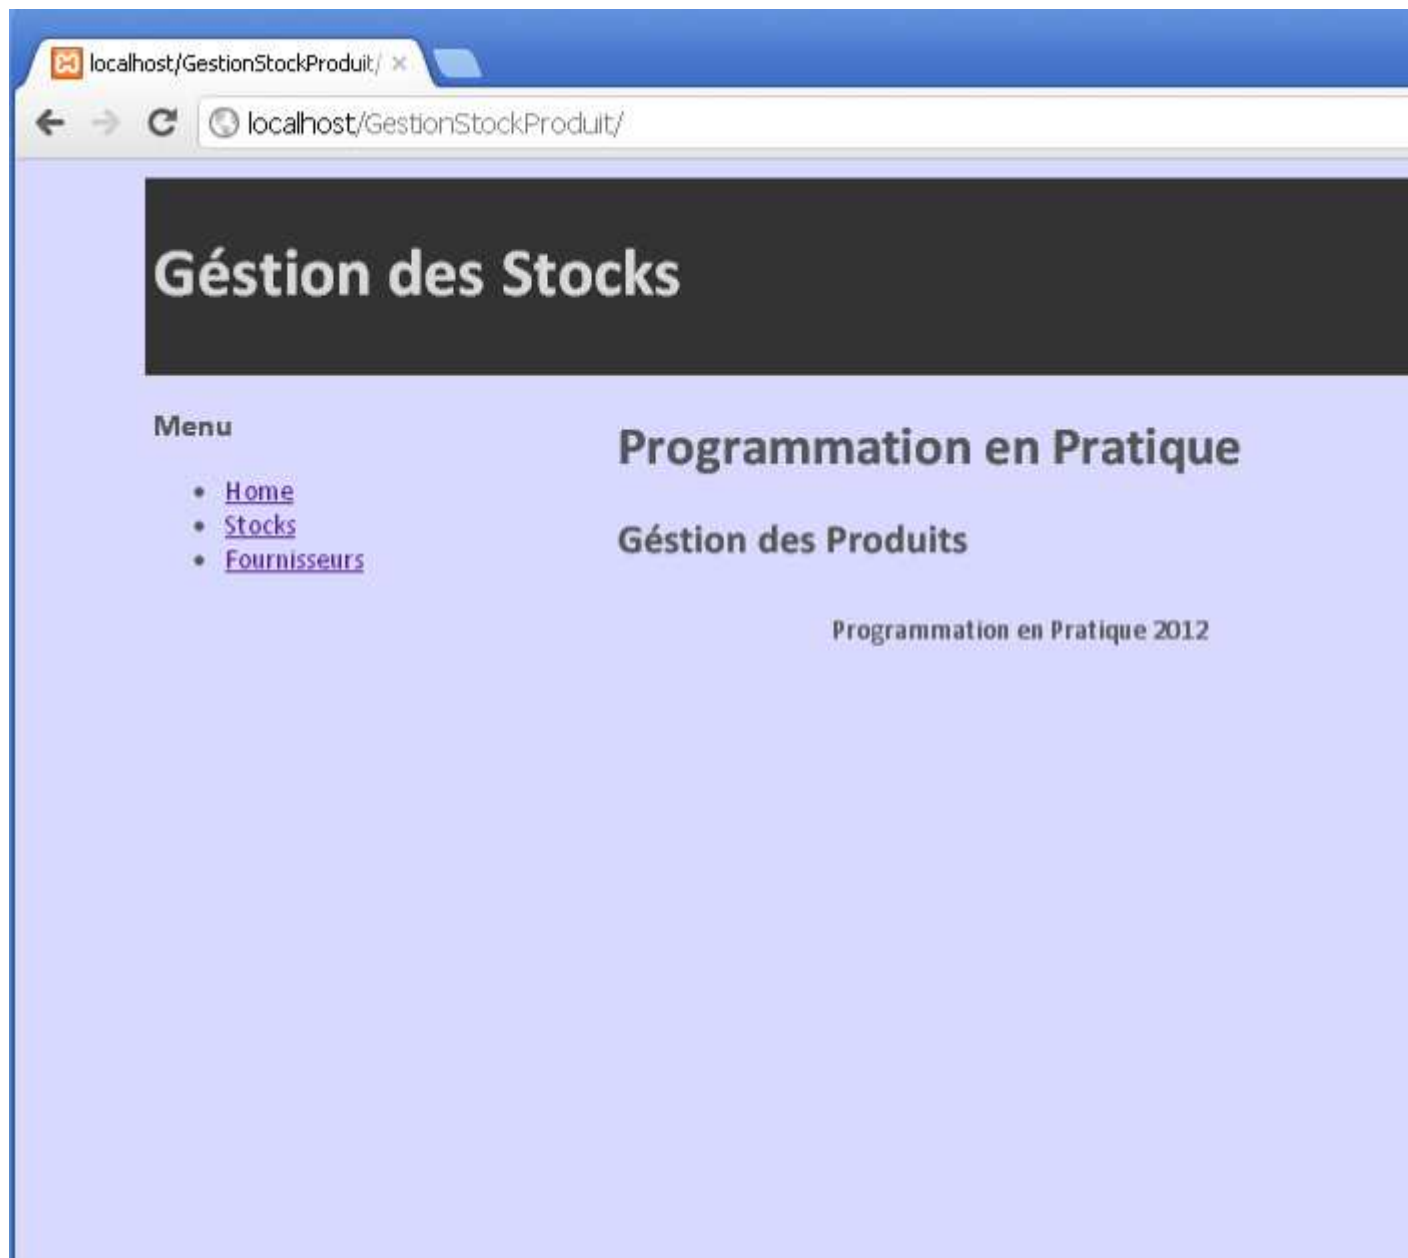 localhost/GestionStockProduit/
localhost/GestionStockProduit/
Géstion des Stocks
Menu
Home
Stocks
Fournisseurs
Programmation en Pratique
Géstion des Produits
Programmation en Pratique 2012